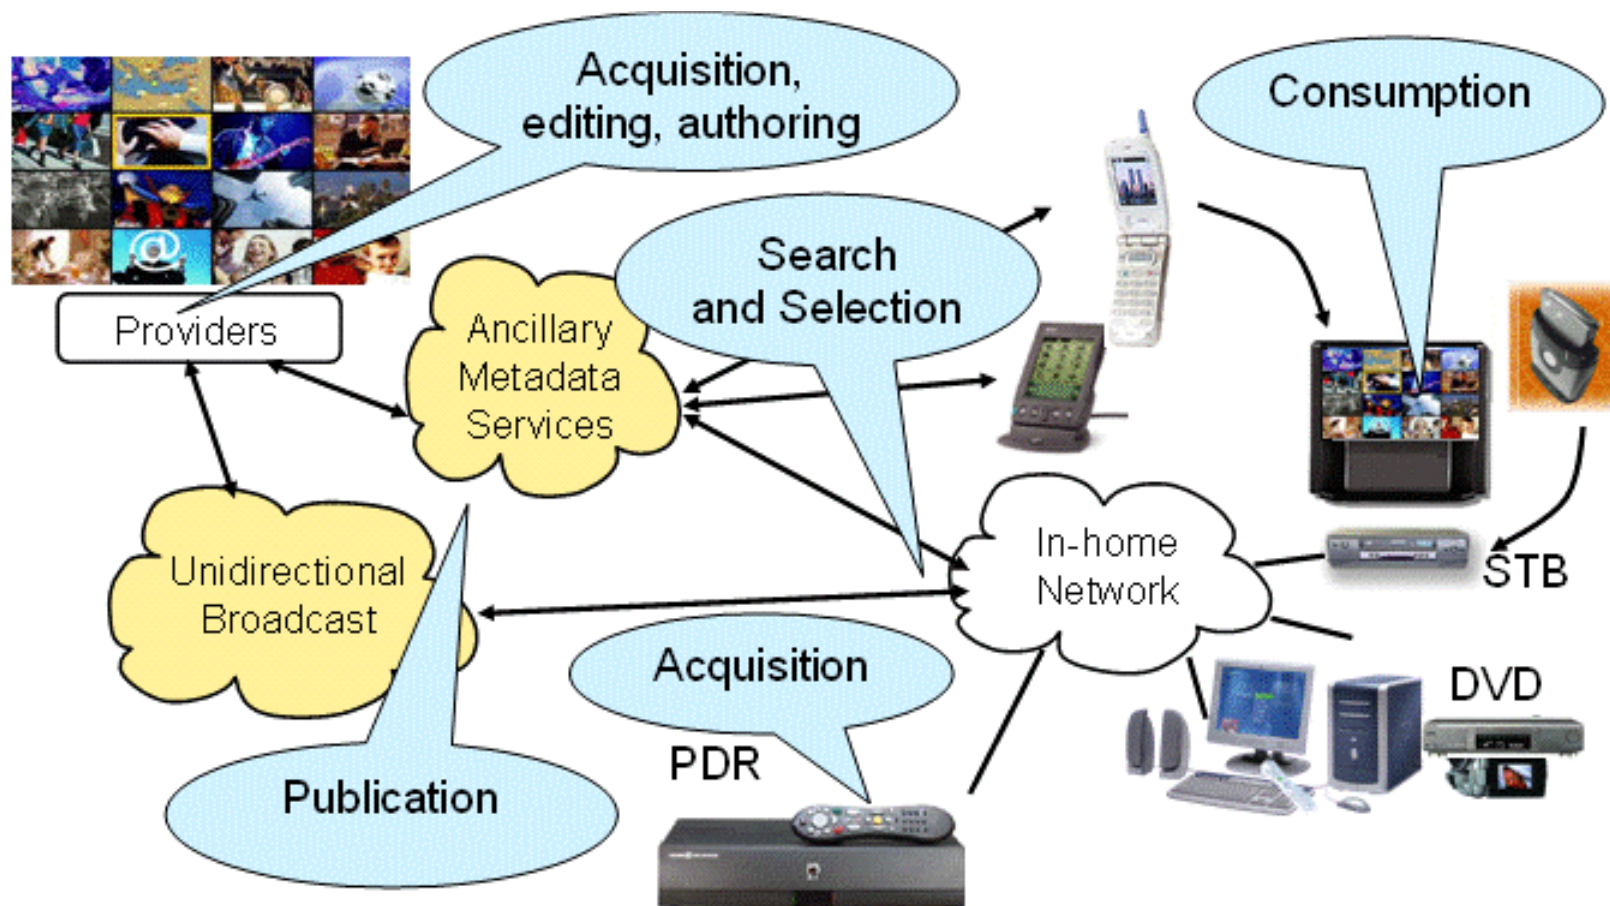 Acquisition,
editing, authoring
Consumption
Search
and Selection
Providers
Ancillary
Metadata
Services
In-home
Network
STB
Unidirectional
Broadcast
Acquisition
DVD
PDR
Publication
@